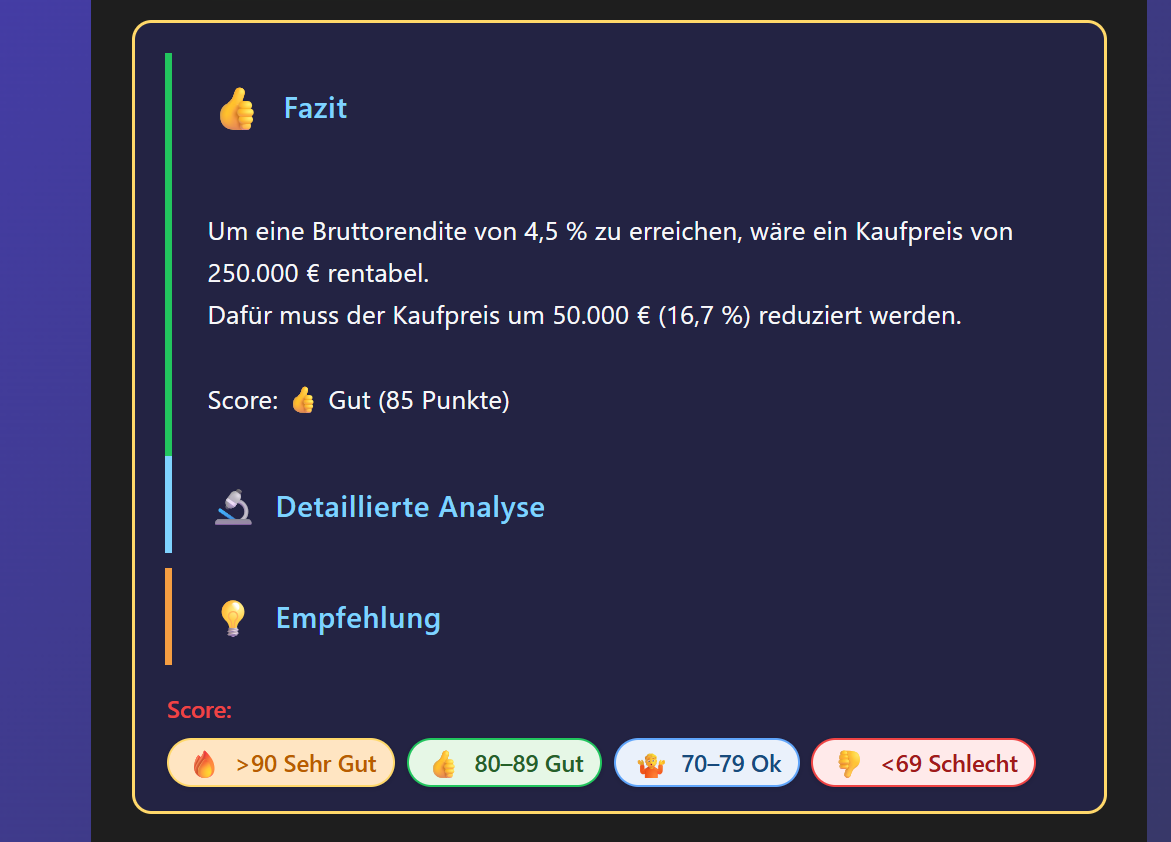 👍 Fazit
Um eine Bruttorendite von 4,5 % zu erreichen, wäre ein Kaufpreis von
250.000 € rentabel.
Dafür muss der Kaufpreis um 50.000 € (16,7 %) reduziert werden.
Score: 👍 Gut (85 Punkte)
🔬 Detaillierte Analyse
💡 Empfehlung
Score:
🔥 >90 Sehr Gut 👍 80–89 Gut 🤷 70–79 Ok 👎 <69 Schlecht